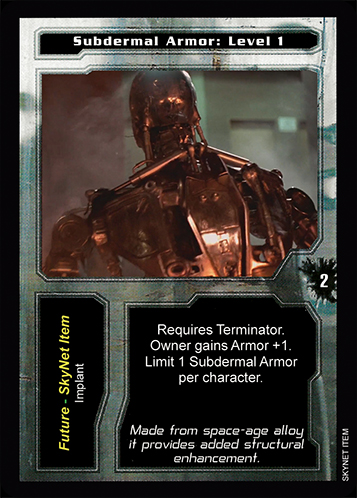 Subdermal Armor: Level 1
2
Future - SkyNet Item
Implant
Requires Terminator.
Owner gains Armor +1.
Limit 1 Subdermal Armor
per character.
Made from space-age alloy
it provides added structural
enhancement.
SKYNET ITEM